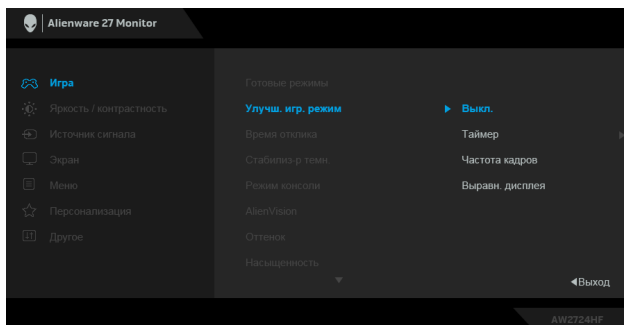 Alienware 27 Monitor
Игра
Яркость / контрастность
Источник сигнала
Экран
Меню
Персонализация
Другое
Готовые режимы
Улучш. игр. режим
Время отклика
Стабилиз-р темн.
Режим консоли
AlienVision
Оттенок
Насыщенность
Выкл.
Таймер
Частота кадров
Выравн. дисплея
Выход
AW2724HF